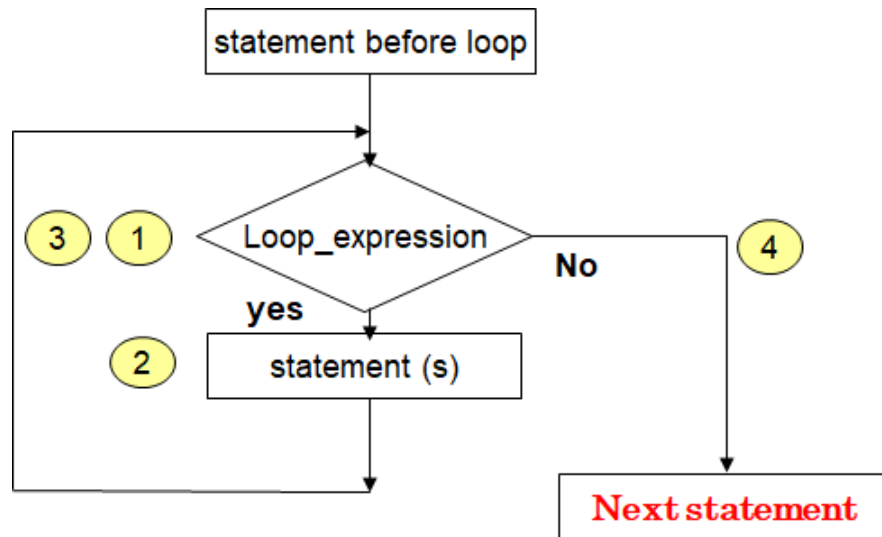 statement before loop
3 1 Loop_expression 4
No
yes
2 statement (s)
Next statement